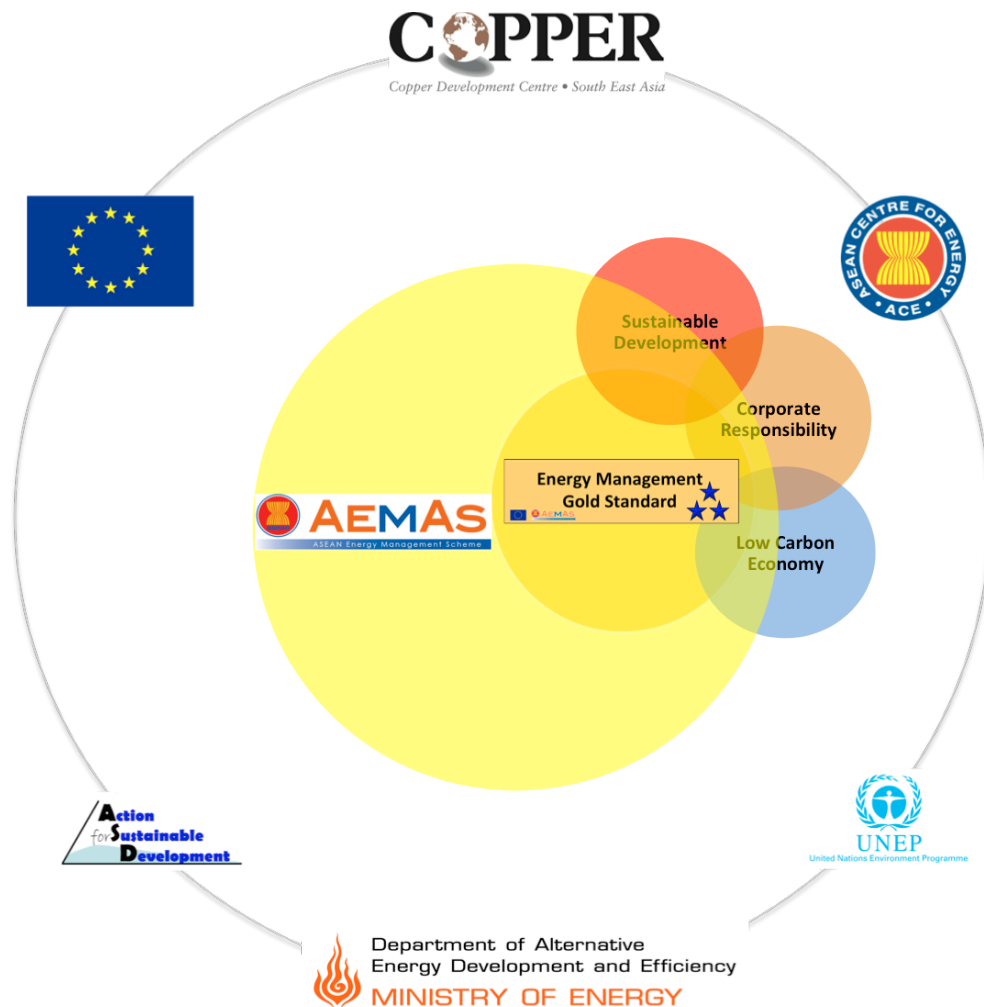 COPPER
Copper Development Centre • South East Asia
ASEAN CENTRE FOR ENERGY
• ACE •
Sustainable
Development
Corporate
Responsibility
Energy Management
Gold Standard
AEMAS
AEMAS
ASEAN Energy Management Scheme
Low Carbon
Economy
Action
for Sustainable
Development
UNEP
United Nations Environment Programme
Department of Alternative
Energy Development and Efficiency
MINISTRY OF ENERGY